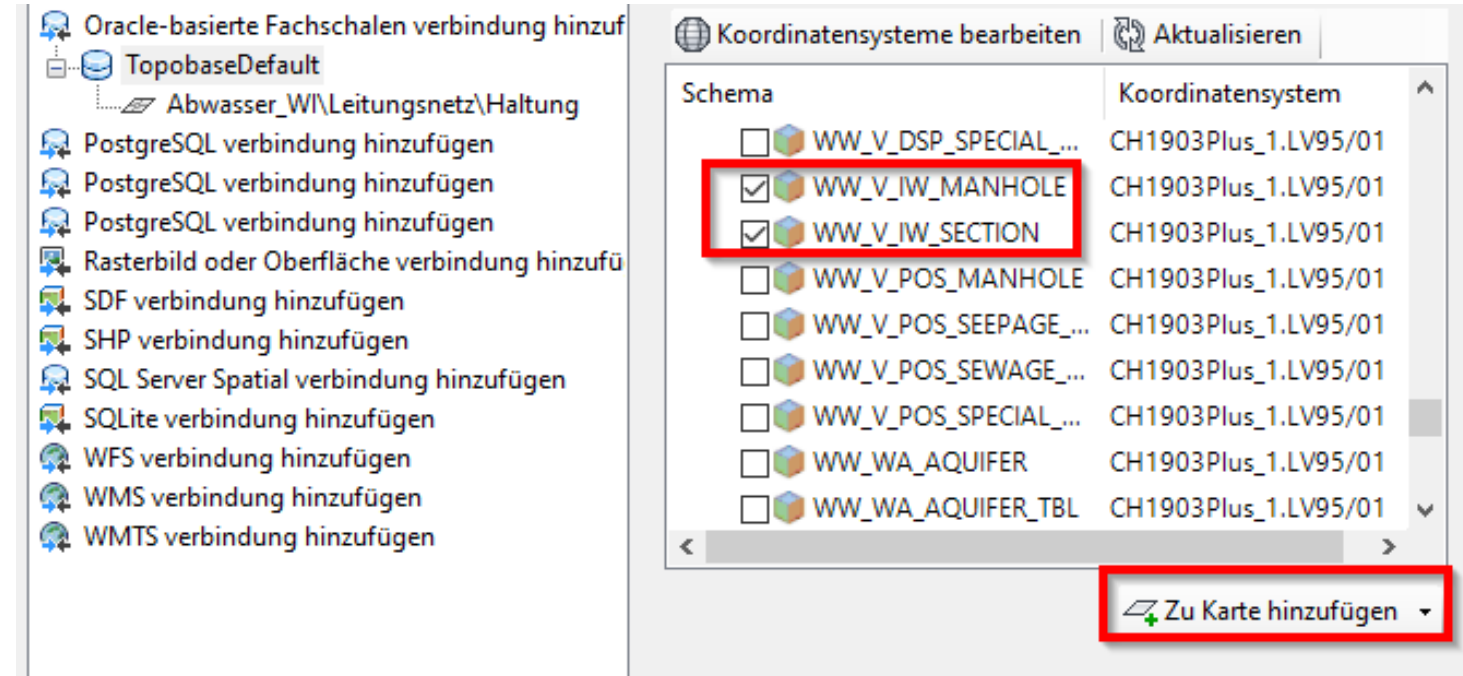 Oracle-basierte Fachschalen verbindung hinzuf
TopobaseDefault
Abwasser_WI\Leitungsnetz\Haltung
PostgreSQL verbindung hinzufügen
PostgreSQL verbindung hinzufügen
PostgreSQL verbindung hinzufügen
Rasterbild oder Oberfläche verbindung hinzufü
SDF verbindung hinzufügen
SHP verbindung hinzufügen
SQL Server Spatial verbindung hinzufügen
SQLite verbindung hinzufügen
WFS verbindung hinzufügen
WMS verbindung hinzufügen
WMTS verbindung hinzufügen
Koordinatensysteme bearbeiten Aktualisieren
Schema Koordinatensystem
WW_V_DSP_SPECIAL_... CH1903Plus_1.LV95/01
WW_V_IW_MANHOLE CH1903Plus_1.LV95/01
WW_V_IW_SECTION CH1903Plus_1.LV95/01
WW_V_POS_MANHOLE CH1903Plus_1.LV95/01
WW_V_POS_SEEPAGE_... CH1903Plus_1.LV95/01
WW_V_POS_SEWAGE_... CH1903Plus_1.LV95/01
WW_V_POS_SPECIAL_... CH1903Plus_1.LV95/01
WW_WA_AQUIFER CH1903Plus_1.LV95/01
WW_WA_AQUIFER_TBL CH1903Plus_1.LV95/01
Zu Karte hinzufügen